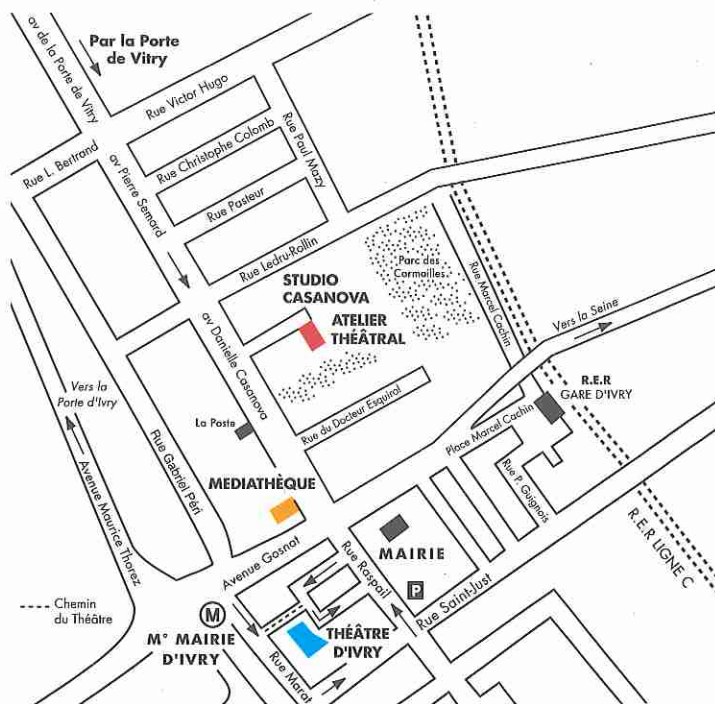 Par la Porte
de Vitry
av de la Porte de Vitry
Rue Victor Hugo
Rue Christophe Colomb
Rue Paul Mazy
Rue L. Bertrand
av Pierre Semard
Rue Pasteur
Rue Ledru-Rollin
Parc des
Cormailles
STUDIO
CASANOVA
ATELIER
THÉÂTRAL
Rue Marcel Cachin
Vers la Seine
av Danielle Casanova
Vers la
Porte d'Ivry
R.E.R
GARE D'IVRY
La Poste
Rue du Docteur Esquirol
Place Marcel Cachin
Rue Gabriel Péri
Avenue Maurice Thorez
MEDIATHÈQUE
Rue P. Guignois
Avenue Gosnat
MAIRIE
Rue Raspail
P
R.E.R LIGNE C
Rue Saint-Just
Chemin
du Théâtre
M
M° MAIRIE
D'IVRY
THÉÂTRE
D'IVRY
Rue Marat